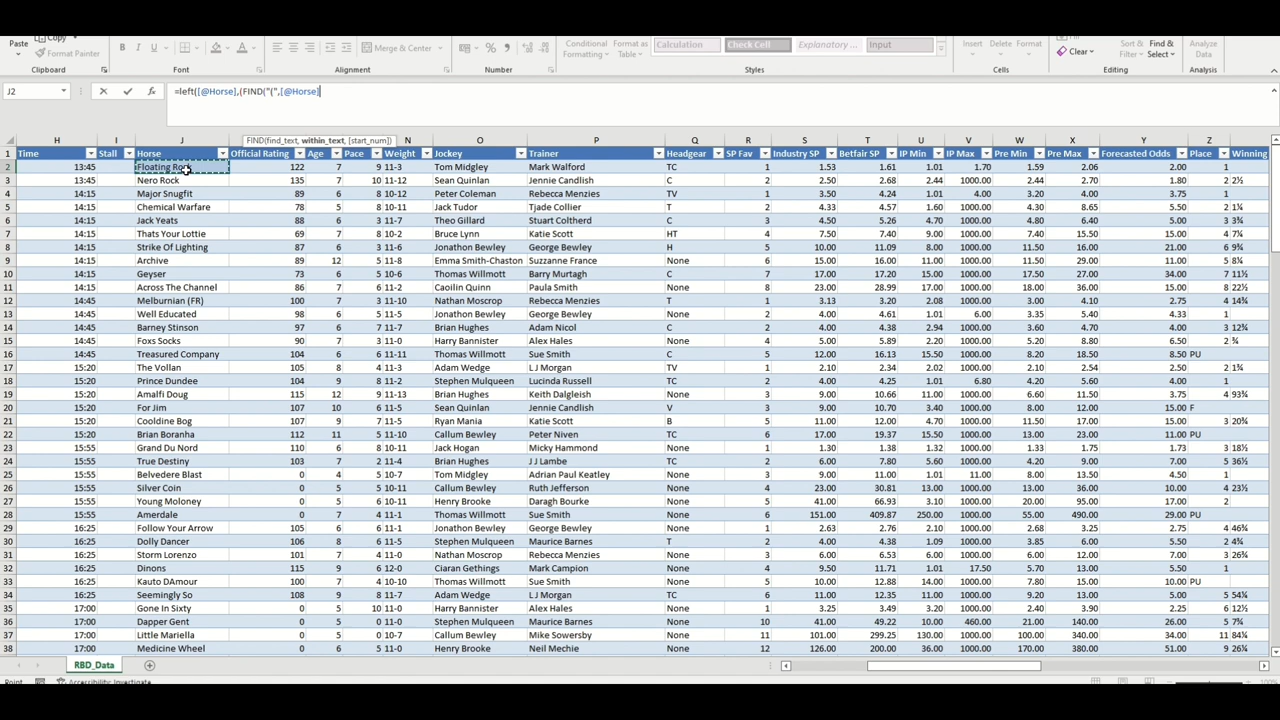 Paste Copy Format Painter B I U A Merge & Center % 9 Conditional Formatting Format as Table Calculation Check Cell Explanatory ... Input Insert Delete Format Clear Sort & Filter Find & Select Analyze Data
Clipboard Font Alignment Number Styles Cells Editing Analysis
J2 fx =left([@Horse],(FIND("(",[@Horse]
FIND(find_text, within_text, [start_num])
H I J N O P Q R S T U V W X Y Z
1 Time Stall Horse Official Rating Age Pace Weight Jockey Trainer Headgear SP Fav Industry SP Betfair SP IP Min IP Max Pre Min Pre Max Forecasted Odds Place Winning
2 13:45 Floating Rock 122 7 9 11-3 Tom Midgley Mark Walford TC 1 1.53 1.61 1.01 1.70 1.59 2.06 2.00 1
3 13:45 Nero Rock 135 7 10 11-12 Sean Quinlan Jennie Candlish C 2 2.50 2.68 2.44 1000.00 2.44 2.70 1.80 2 2½
4 14:15 Major Snugfit 89 6 8 10-12 Peter Coleman Rebecca Menzies TV 1 3.50 4.24 1.01 4.00 3.20 4.00 3.75 1
5 14:15 Chemical Warfare 78 5 8 10-11 Jack Tudor Tjade Collier T 2 4.33 4.57 1.60 1000.00 4.30 8.65 5.50 2 1¼
6 14:15 Jack Yeats 88 6 3 11-7 Theo Gillard Stuart Coltherd C 3 4.50 5.26 4.70 1000.00 4.80 6.40 5.00 3 3¾
7 14:15 Thats Your Lottie 69 7 8 10-2 Bruce Lynn Katie Scott HT 4 7.50 7.40 9.00 1000.00 7.40 15.50 15.00 4 7¼
8 14:15 Strike Of Lighting 87 6 3 11-6 Jonathon Bewley George Bewley H 5 10.00 11.09 8.00 1000.00 11.50 16.00 21.00 6 9¾
9 14:15 Archive 89 12 5 11-8 Emma Smith-Chaston Suzzanne France C 6 15.00 16.00 11.00 1000.00 11.50 29.00 11.00 5 8¼
10 14:15 Geyser 73 5 6 10-6 Thomas Willmott Barry Murtagh C 7 17.00 17.20 15.00 1000.00 17.50 27.00 34.00 7 11½
11 14:15 Across The Channel 86 7 6 11-2 Caoilin Quinn Paula Smith None 8 23.00 28.99 17.00 1000.00 18.00 36.00 15.00 8 22½
12 14:45 Melburnian (FR) 100 7 3 11-10 Nathan Moscrop Rebecca Menzies T 1 3.13 3.20 2.08 1000.00 3.00 4.10 2.75 4 14¾
13 14:45 Well Educated 98 6 5 11-5 Jonathon Bewley George Bewley None 2 4.00 4.61 1.01 6.00 3.35 5.40 4.33 1
14 14:45 Barney Stinson 97 6 7 11-7 Brian Hughes Adam Nicol C 2 4.00 4.38 2.94 1000.00 3.60 4.70 4.00 3 12¾
15 14:45 Foxs Socks 90 7 3 11-0 Harry Bannister Alex Hales None 4 5.00 5.89 2.20 1000.00 5.20 8.80 6.50 2 ¾
16 14:45 Treasured Company 104 6 6 11-11 Thomas Willmott Sue Smith C 5 12.00 16.13 15.50 1000.00 8.20 18.50 8.50 PU
17 15:20 The Vollan 105 8 4 11-3 Adam Wedge L J Morgan TV 1 2.10 2.34 2.02 1000.00 2.10 2.54 2.50 2 1¼
18 15:20 Prince Dundee 104 9 8 11-2 Stephen Mulqueen Lucinda Russell TC 2 4.00 4.25 1.01 6.80 4.20 5.60 4.00 1
19 15:20 Amalfi Doug 115 12 9 11-13 Brian Hughes Keith Dalgleish None 3 9.00 10.66 11.00 1000.00 6.60 11.50 3.75 4 93¼
20 15:20 For Jim 107 10 6 11-5 Sean Quinlan Jennie Candlish V 3 9.00 10.70 3.40 1000.00 8.00 12.00 15.00 F
21 15:20 Cooldine Bog 107 9 7 11-5 Ryan Mania Katie Scott B 5 11.00 12.00 4.70 1000.00 11.50 17.00 15.00 3 20¾
22 15:20 Brian Boranha 112 11 5 11-10 Callum Bewley Peter Niven TC 6 17.00 19.37 15.50 1000.00 13.00 23.00 11.00 PU
23 15:55 Grand Du Nord 110 6 8 10-11 Jack Hogan Micky Hammond None 1 1.30 1.38 1.32 1000.00 1.33 1.75 1.73 3 18½
24 15:55 True Destiny 103 7 2 11-4 Brian Hughes J J Lambe TC 2 6.00 7.80 5.60 1000.00 4.20 9.00 7.00 5 36½
25 15:55 Belvedere Blast 0 4 5 10-7 Tom Midgley Adrian Paul Keatley None 3 9.00 11.00 1.01 11.00 8.00 13.50 4.50 1
26 15:55 Silver Coin 0 5 5 10-11 Callum Bewley Ruth Jefferson None 4 23.00 30.81 13.00 1000.00 13.00 36.00 10.00 4 23½
27 15:55 Young Moloney 0 5 5 10-11 Henry Brooke Daragh Bourke None 5 41.00 66.93 3.10 1000.00 20.00 95.00 17.00 2
28 15:55 Amerdale 0 7 4 11-1 Thomas Willmott Sue Smith None 6 151.00 409.87 250.00 1000.00 55.00 490.00 29.00 PU
29 16:25 Follow Your Arrow 105 6 6 11-1 Jonathon Bewley George Bewley None 1 2.63 2.76 2.10 1000.00 2.68 3.25 2.75 4 46¾
30 16:25 Dolly Dancer 106 8 6 11-5 Stephen Mulqueen Maurice Barnes T 2 4.00 4.38 1.09 1000.00 3.85 6.00 5.50 2 4¾
31 16:25 Storm Lorenzo 101 7 4 11-0 Nathan Moscrop Rebecca Menzies None 3 6.00 6.53 6.00 1000.00 6.00 12.00 7.00 3 26¾
32 16:25 Dinons 115 9 6 12-0 Ciaran Gethings Mark Campion None 4 9.50 11.71 1.01 17.50 5.70 13.00 5.50 1
33 16:25 Kauto DAmour 100 7 4 10-10 Thomas Willmott Sue Smith None 5 10.00 12.88 14.00 1000.00 7.80 15.00 10.00 PU
34 16:25 Seemingly So 108 9 8 11-7 Adam Wedge L J Morgan TC 6 11.00 12.00 11.00 1000.00 9.20 13.00 5.00 5 54¼
35 17:00 Gone In Sixty 0 5 10 11-0 Harry Bannister Alex Hales None 1 3.25 3.49 3.20 1000.00 2.40 3.90 2.25 6 12½
36 17:00 Dapper Gent 0 5 0 11-0 Stephen Mulqueen Maurice Barnes None 10 41.00 49.22 10.00 460.00 21.00 140.00 26.00 5 7¼
37 17:00 Little Mariella 0 5 0 10-7 Callum Bewley Mike Sowersby None 11 101.00 299.25 130.00 1000.00 100.00 340.00 34.00 11 84¼
38 17:00 Medicine Wheel 0 6 5 11-0 Henry Brooke Neil Mechie None 12 126.00 200.00 36.00 1000.00 170.00 380.00 51.00 9 26¾
RBD_Data
Point Accessibility: Investigate 100%